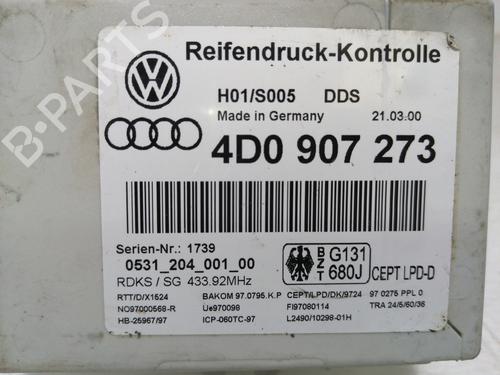 Reifendruck-Kontrolle
H01/S005 DDS
Made in Germany 21.03.00
4D0 907 273
Serien-Nr.: 1739
0531_204_001_00
RDKS / SG 433.92MHz
BZT G131 680J CEPT LPD-D
RTT/D/X1524 BAKOM 97.0795.K.P CEPT/LPD/DK/9724 97 0275 PPL 0
NO97000568-R Ue970098 FI97080114 TRA 24/5/60/36
HB-25967/97 ICP-060TC-97 L2490/10298-01H
B-Parts